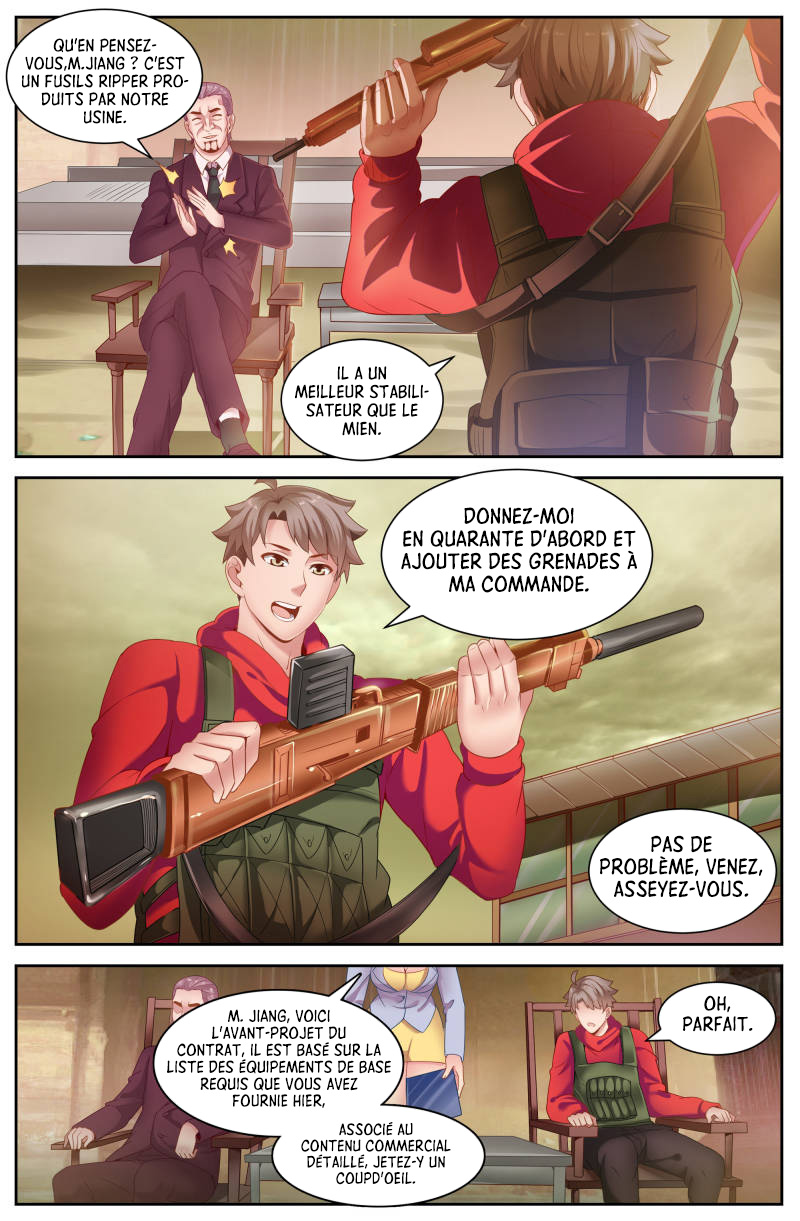 QU'EN PENSEZ-
VOUS,M.JIANG ? C'EST
UN FUSILS RIPPER PRO-
DUITS PAR NOTRE
USINE.
IL A UN
MEILLEUR STABILI-
SATEUR QUE LE
MIEN.
DONNEZ-MOI
EN QUARANTE D'ABORD ET
AJOUTER DES GRENADES À
MA COMMANDE.
PAS DE
PROBLÈME, VENEZ,
ASSEYEZ-VOUS.
M. JIANG, VOICI
L'AVANT-PROJET DU
CONTRAT, IL EST BASÉ SUR LA
LISTE DES ÉQUIPEMENTS DE BASE
REQUIS QUE VOUS AVEZ
FOURNIE HIER,
ASSOCIÉ AU
CONTENU COMMERCIAL
DÉTAILLÉ, JETEZ-Y UN
COUPD'OEIL.
OH,
PARFAIT.